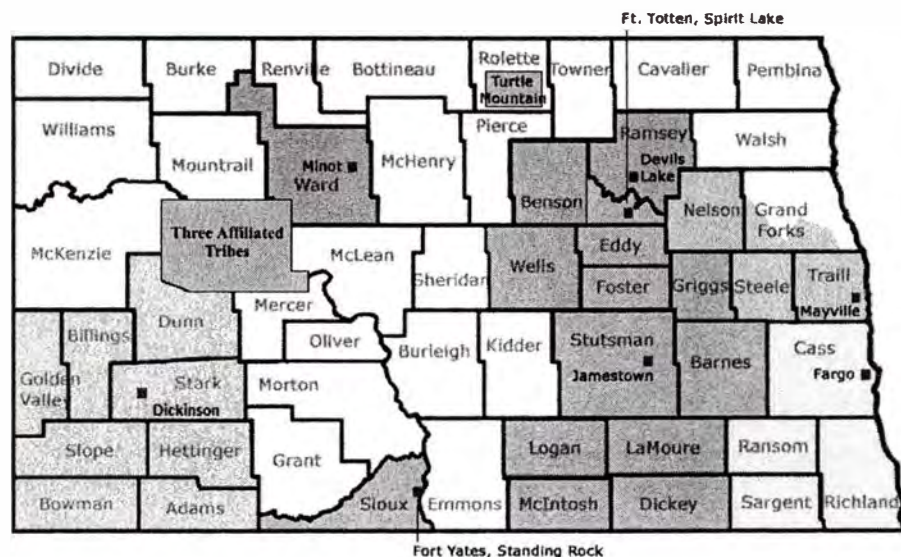 Ft. Totten, Spirit Lake
Divide
Burke
Renville
Bottineau
Rolette
Turtle
Mountain
Towner
Cavalier
Pembina
Williams
Mountrail
Minot
Ward
McHenry
Pierce
Benson
Ramsey
Devils
Lake
Walsh
Nelson
Grand
Forks
McKenzie
Three Affiliated
Tribes
McLean
Sheridan
Wells
Eddy
Foster
Griggs
Steele
Traill
Mayville
Dunn
Mercer
Oliver
Billings
Golden
Valley
Stark
Dickinson
Morton
Burleigh
Kidder
Stutsman
Jamestown
Barnes
Cass
Fargo
Slope
Hettinger
Grant
Logan
LaMoure
Ransom
Bowman
Adams
Sioux
Emmons
McIntosh
Dickey
Sargent
Richland
Fort Yates, Standing Rock